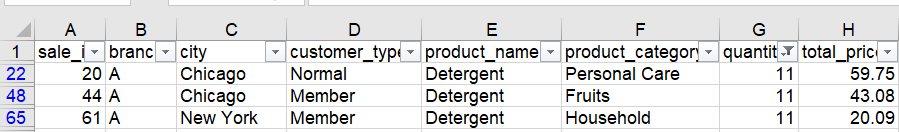 A B C D E F G H
1 sale_i branc city customer_type product_name product_category quantit total_pric
22 20 A Chicago Normal Detergent Personal Care 11 59.75
48 44 A Chicago Member Detergent Fruits 11 43.08
65 61 A New York Member Detergent Household 11 20.09